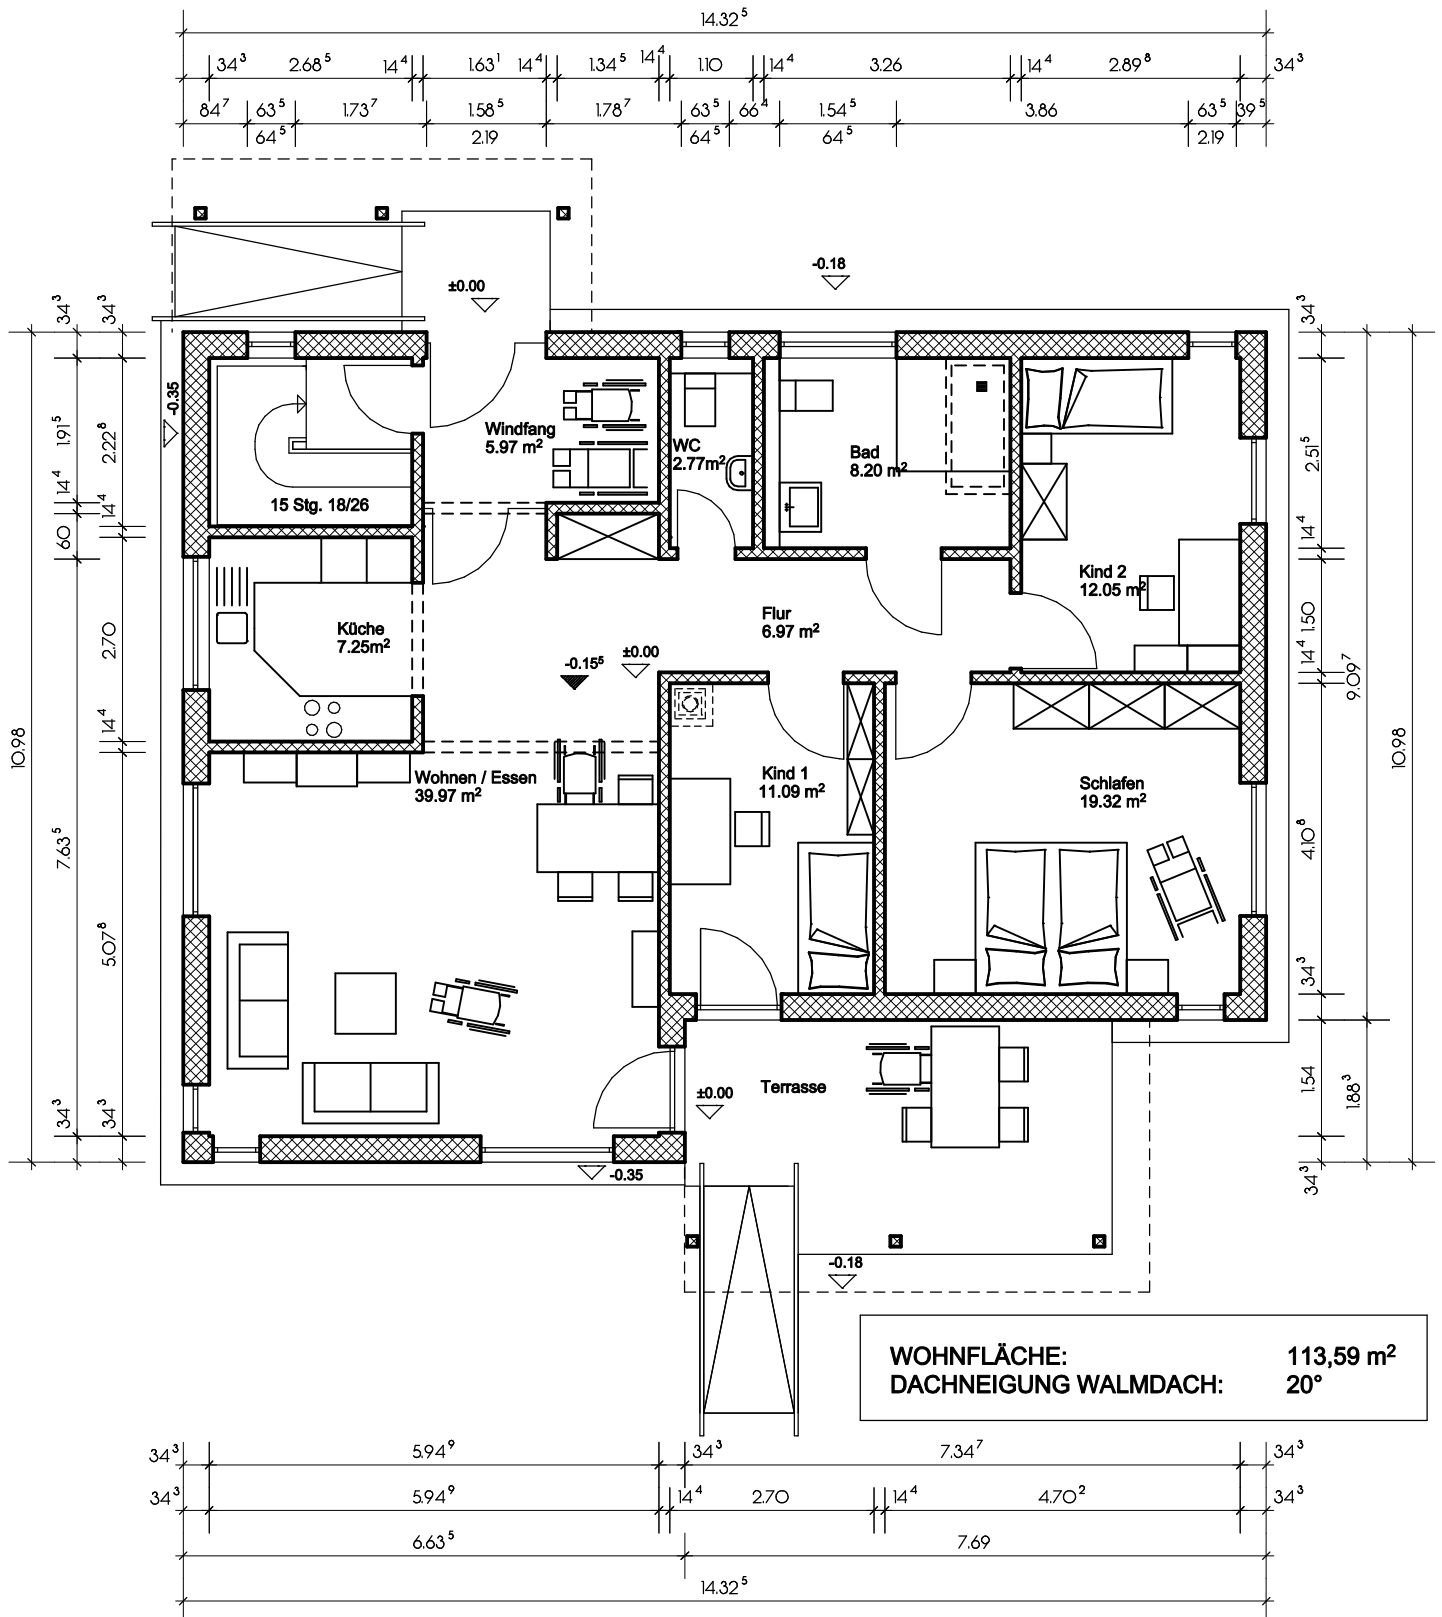 14.32⁵
34³ 2.68⁵ 14⁴ 1.63¹ 14⁴ 1.34⁵ 14⁴ 1.10 14⁴ 3.26 14⁴ 2.89⁸ 34³
84⁷ 63⁵ 1.73⁷ 1.58⁵ 1.78⁷ 63⁵ 66⁴ 1.54⁵ 3.86 63⁵ 39⁵
64⁵ 2.19 64⁵ 64⁵ 2.19
-0.18
±0.00
34³ 34³ 34³
-0.35
1.91⁵ 2.22⁸
14⁴ 14⁴
60
2.70
14⁴
10.98
7.63⁵
5.07⁸
34³ 34³
Windfang
5.97 m²
WC
2.77m²
Bad
8.20 m²
15 Stg. 18/26
Kind 2
12.05 m²
Küche
7.25m²
Flur
6.97 m²
-0.15⁵
±0.00
Wohnen / Essen
39.97 m²
Kind 1
11.09 m²
Schlafen
19.32 m²
2.51⁵
14⁴
1.50
14⁴
9.09⁷
10.98
4.10⁸
34³
1.54
1.88³
34³
Terrasse
±0.00
-0.35
-0.18
WOHNFLÄCHE: 113,59 m²
DACHNEIGUNG WALMDACH: 20°
34³ 5.94⁹ 34³ 7.34⁷ 34³
34³ 5.94⁹ 14⁴ 2.70 14⁴ 4.70² 34³
6.63⁵ 7.69
14.32⁵